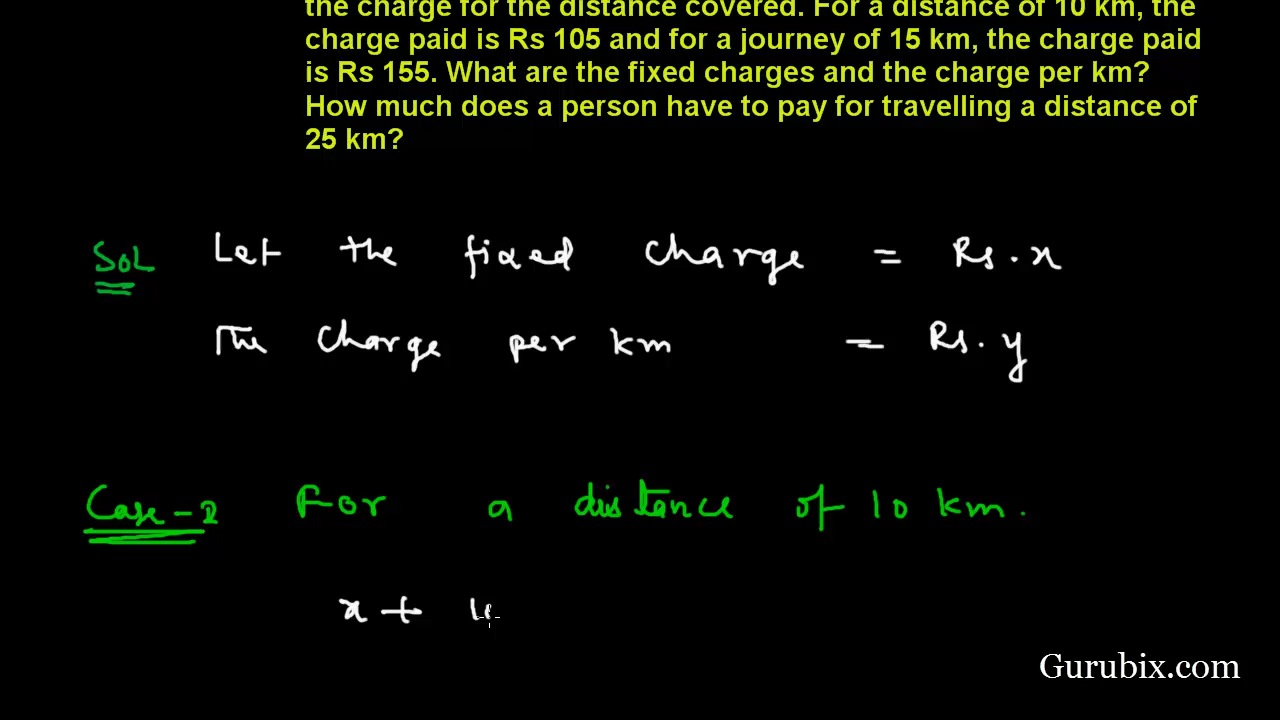 the charge for the distance covered. For a distance of 10 km, the
charge paid is Rs 105 and for a journey of 15 km, the charge paid
is Rs 155. What are the fixed charges and the charge per km?
How much does a person have to pay for travelling a distance of
25 km?
Sol Let the fixed charge = Rs. x
The charge per km = Rs. y
Case-2 For a distance of 10 km.
x +
Gurubix.com